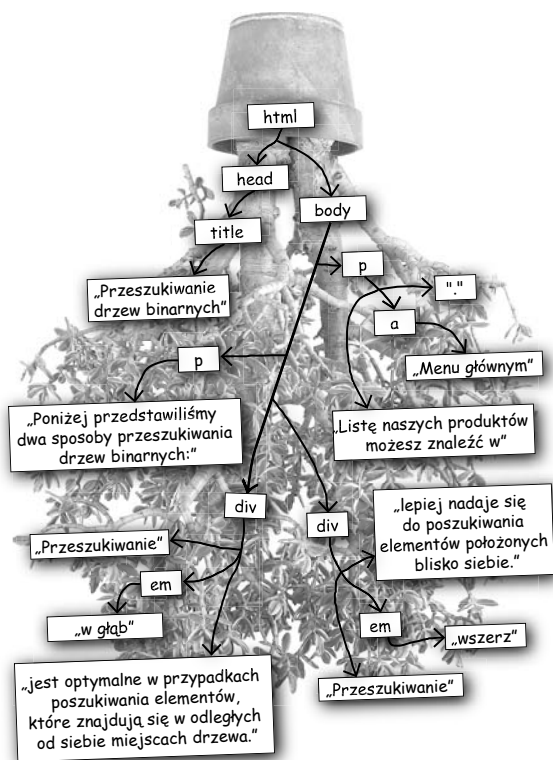 html
head
body
title
p
"."
„Przeszukiwanie
drzew binarnych”
a
p
„Menu głównym”
„Poniżej przedstawiliśmy
dwa sposoby przeszukiwania
drzew binarnych:”
„Listę naszych produktów
możesz znaleźć w”
div
div
„lepiej nadaje się
do poszukiwania
elementów położonych
blisko siebie.”
„Przeszukiwanie”
em
„w głąb”
em
„wszerz”
„jest optymalne w przypadkach
poszukiwania elementów,
które znajdują się w odległych
od siebie miejscach drzewa.”
„Przeszukiwanie”